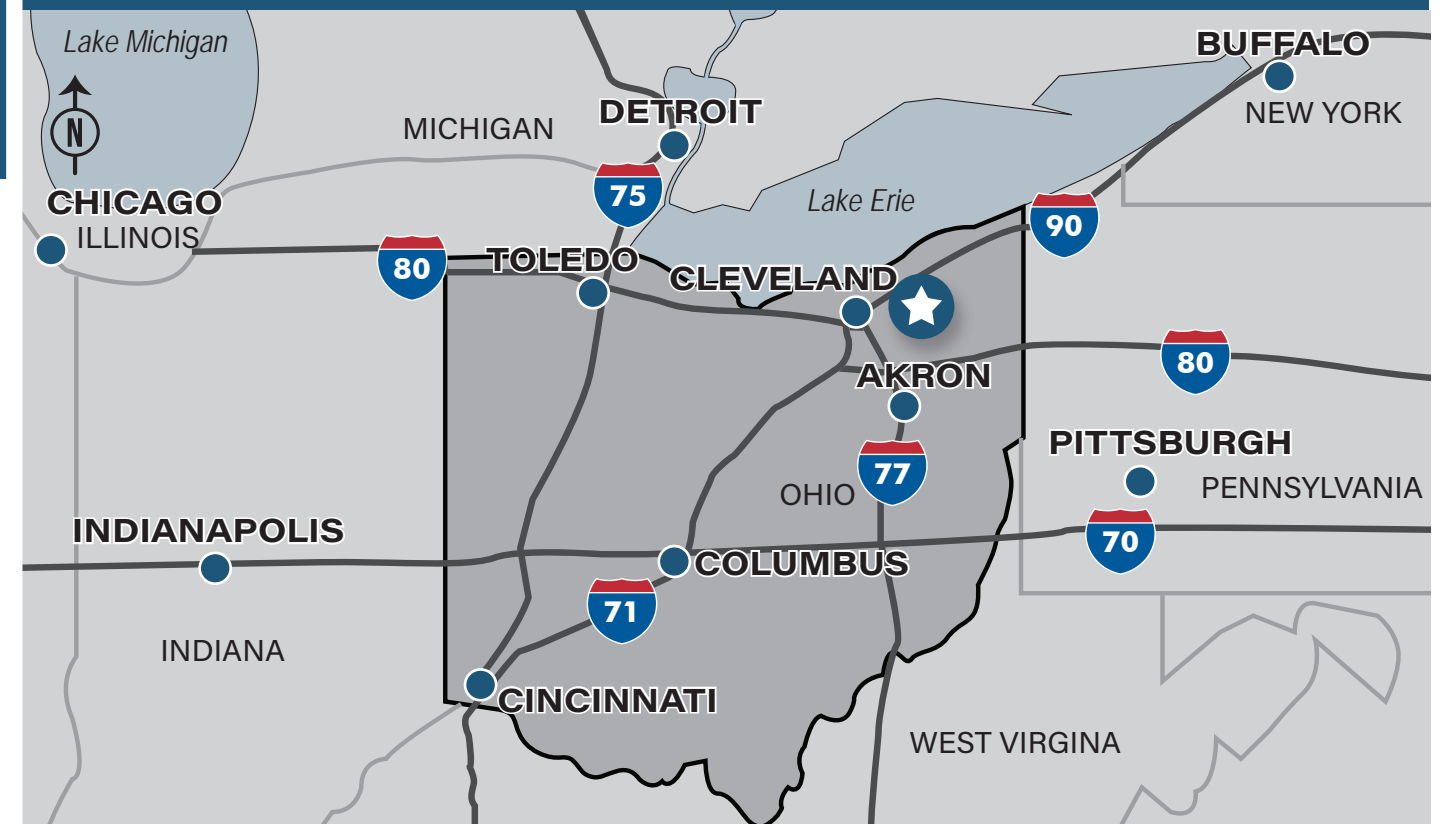 Lake Michigan
BUFFALO
DETROIT
NEW YORK
MICHIGAN
N
75
CHICAGO
Lake Erie
90
ILLINOIS
80
TOLEDO
CLEVELAND
80
AKRON
PITTSBURGH
77
OHIO
PENNSYLVANIA
INDIANAPOLIS
70
COLUMBUS
71
INDIANA
CINCINNATI
WEST VIRGINA